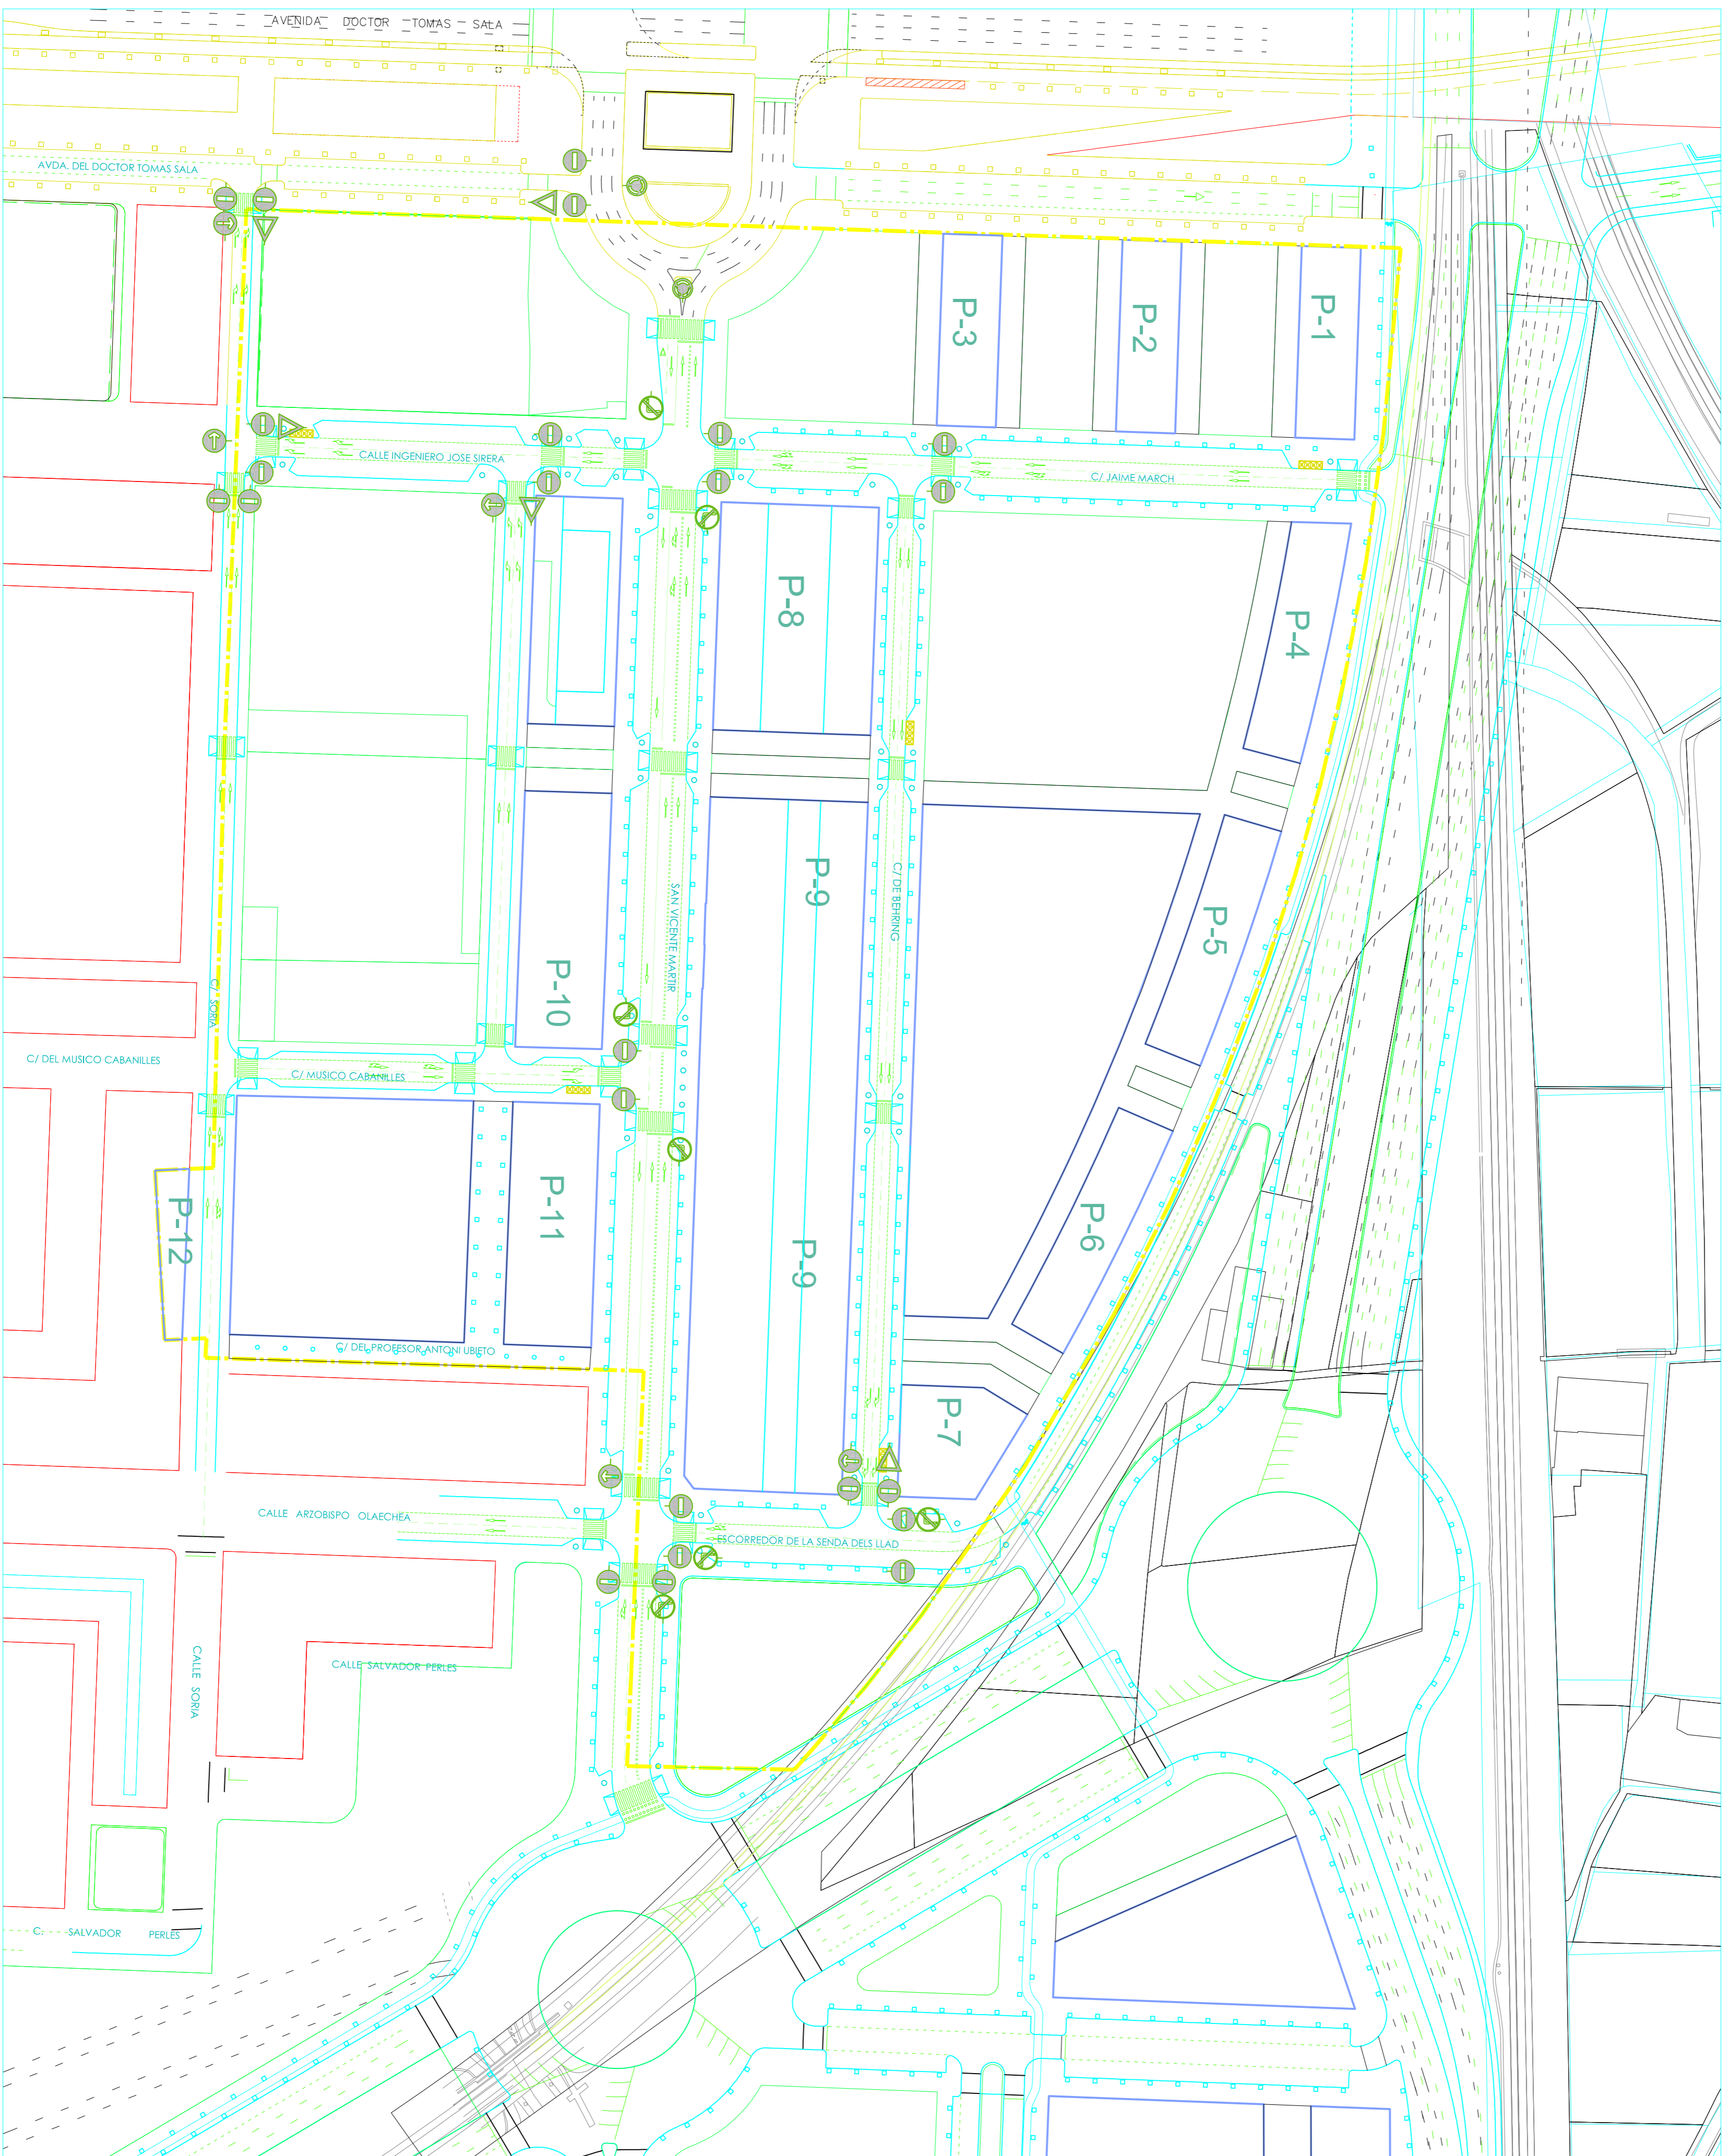 AVENIDA DOCTOR TOMAS SALA
AVDA. DEL DOCTOR TOMAS SALA
P-3
P-2
P-1
CALLE INGENIERO JOSE SIRERA
C/ JAIME MARCH
P-8
P-4
P-9
C/ DE BEHRING
SAN VICENTE MARTIR
P-5
P-10
C/ SORIA
C/ DEL MUSICO CABANILLES
C/ MUSICO CABANILLES
P-12
P-11
P-9
P-6
C/ DEL PROFESOR ANTONI UBIETO
P-7
CALLE ARZOBISPO OLAECHEA
ESCORREDOR DE LA SENDA DELS LLAD
CALLE SORIA
CALLE SALVADOR PERLES
C. SALVADOR PERLES